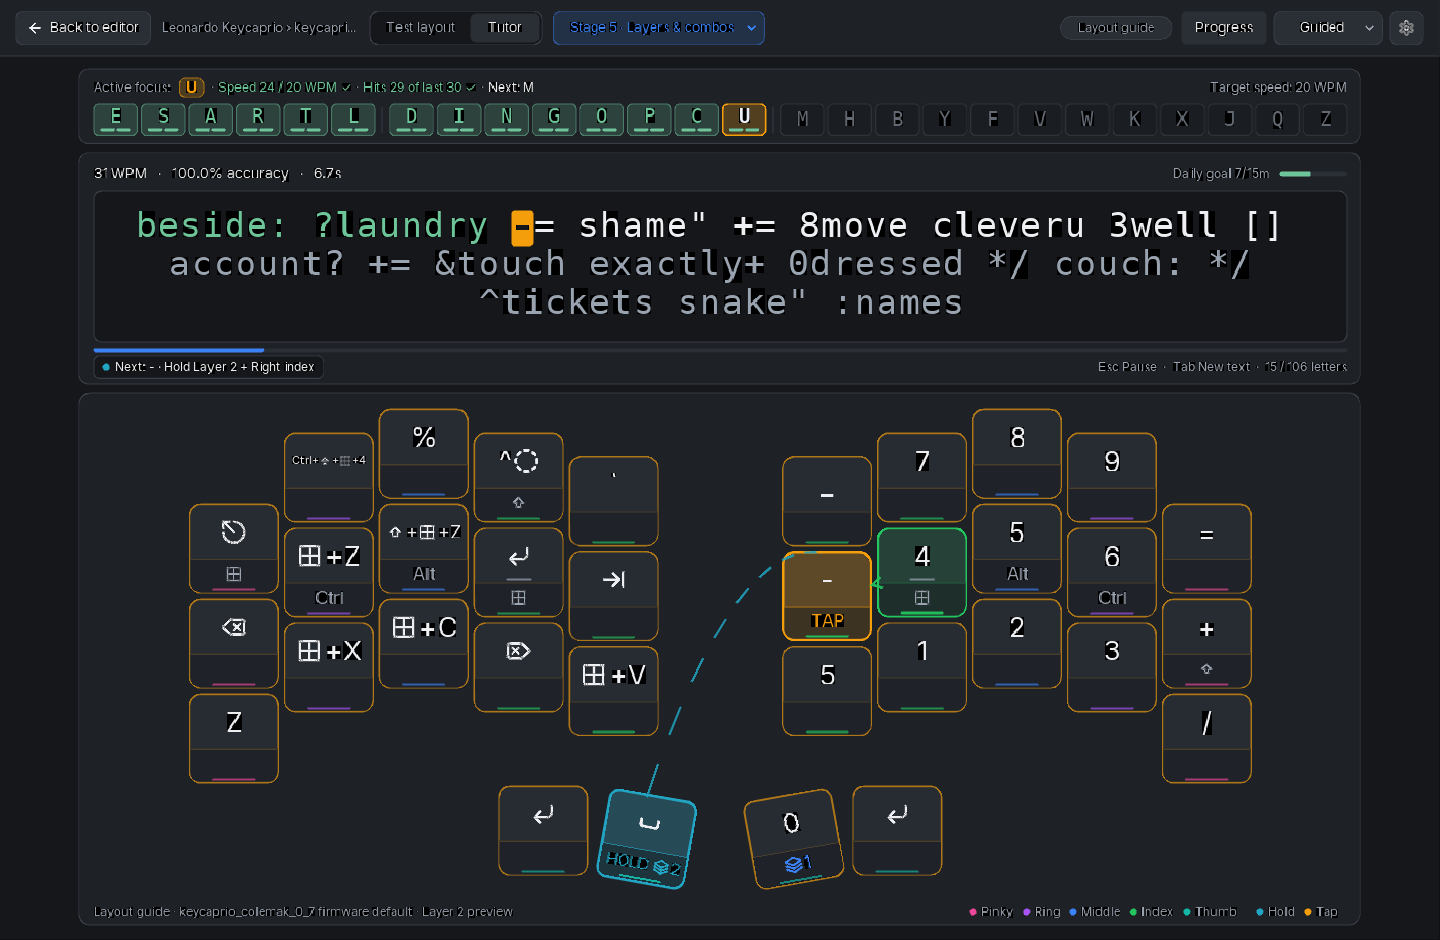 Back to editor
Leonardo Keycaprio › keycapri...
Test layout
Tutor
Stage 5 · Layers & combos
Layout guide
Progress
Guided
Active focus: U · Speed 24 / 20 WPM ✓ · Hits 29 of last 30 ✓ · Next: M
Target speed: 20 WPM
E S A R T L D I N G O P C U M H B Y F V W K X J Q Z
31 WPM · 100.0% accuracy · 6.7s
Daily goal 7/15m
beside: ?laundry -= shame" += 8move cleveru 3well []
account? += &touch exactly+ 0dressed */ couch: */
^tickets snake" :names
Next: - · Hold Layer 2 + Right index
Esc Pause · Tab New text · 15 / 106 letters
%
8
Ctrl+⇧+⊞+4
^
7
9
`
_
⇧+⊞+Z
5
=
⊞+Z
Alt
4
Alt
6
Ctrl
-
Ctrl
TAP
⊞+C
2
+
⊞+X
1
3
⊞+V
5
Z
/
0
HOLD 2
1
Layout guide · keycaprio_colemak_0_7 firmware default · Layer 2 preview
Pinky
Ring
Middle
Index
Thumb
Hold
Tap